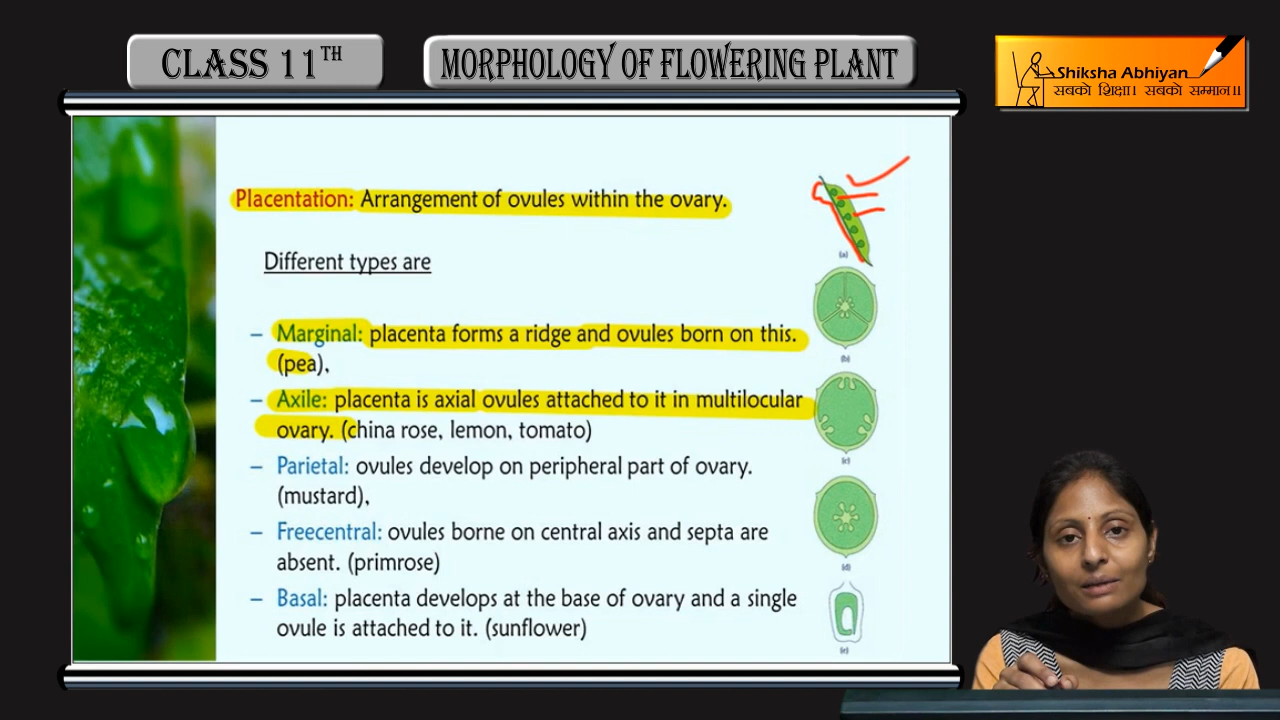 CLASS 11TH
MORPHOLOGY OF FLOWERING PLANT
Shiksha Abhiyan
सबको शिक्षा। सबको सम्मान॥
Placentation: Arrangement of ovules within the ovary.
Different types are
– Marginal: placenta forms a ridge and ovules born on this.
(pea),
– Axile: placenta is axial ovules attached to it in multilocular
ovary. (china rose, lemon, tomato)
– Parietal: ovules develop on peripheral part of ovary.
(mustard),
– Freecentral: ovules borne on central axis and septa are
absent. (primrose)
– Basal: placenta develops at the base of ovary and a single
ovule is attached to it. (sunflower)
(a)
(b)
(c)
(d)
(e)